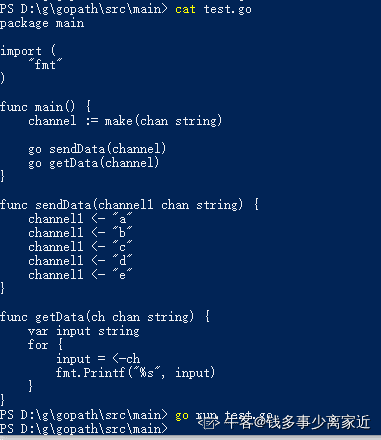 PS D:\g\gopath\src\main> cat test.go
package main
import (
"fmt"
)
func main() {
channel := make(chan string)
go sendData(channel)
go getData(channel)
}
func sendData(channel1 chan string) {
channel1 <- "a"
channel1 <- "b"
channel1 <- "c"
channel1 <- "d"
channel1 <- "e"
}
func getData(ch chan string) {
var input string
for {
input = <-ch
fmt.Printf("%s", input)
}
}
PS D:\g\gopath\src\main> go run test.go
PS D:\g\gopath\src\main>
牛客@钱多事少离家近